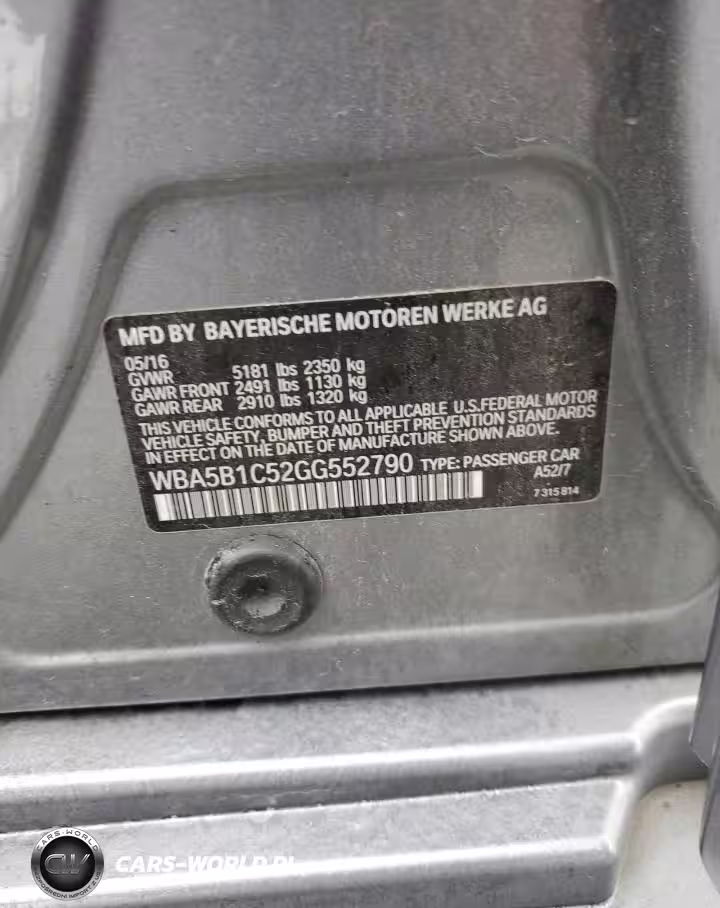 MFD BY BAYERISCHE MOTOREN WERKE AG
05/16
GVWR 5181 lbs 2350 kg
GAWR FRONT 2491 lbs 1130 kg
GAWR REAR 2910 lbs 1320 kg
THIS VEHICLE CONFORMS TO ALL APPLICABLE U.S.FEDERAL MOTOR
VEHICLE SAFETY, BUMPER AND THEFT PREVENTION STANDARDS
IN EFFECT ON THE DATE OF MANUFACTURE SHOWN ABOVE.
WBA5B1C52GG552790 TYPE: PASSENGER CAR
A52/7
7 315 814
CARS-WORLD
CW
CARS-WORLD.PL